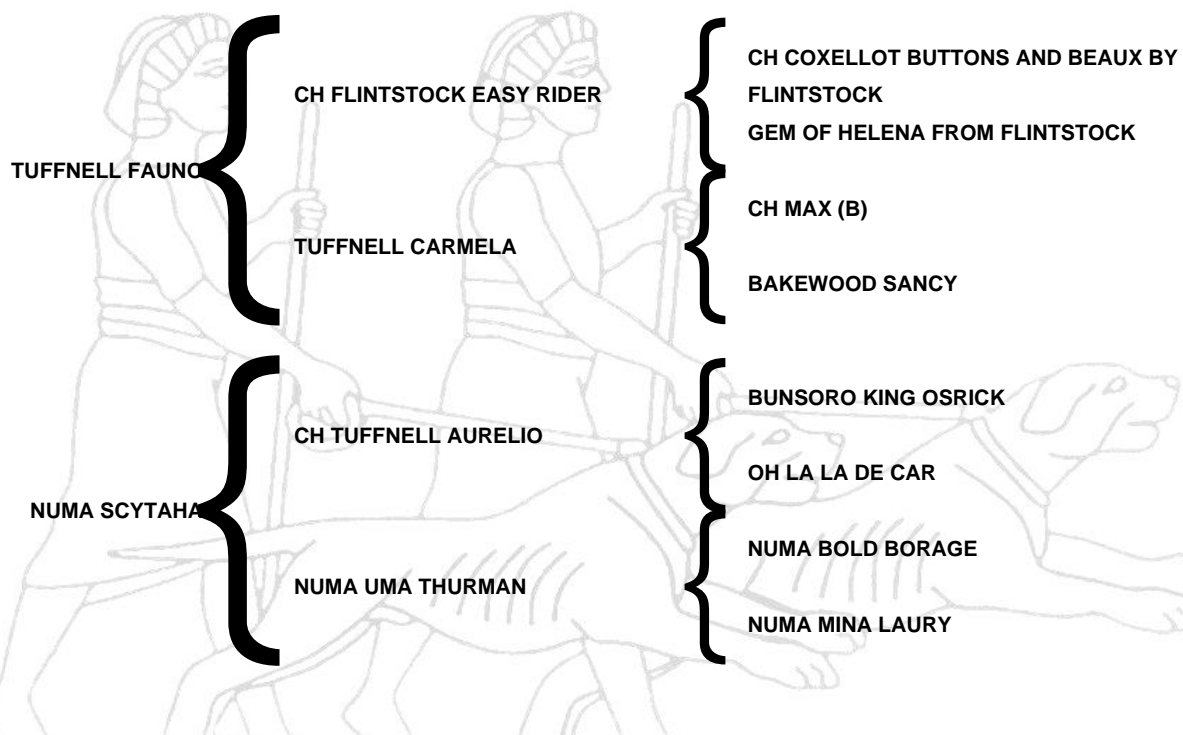 CH COXELLOT BUTTONS AND BEAUX BY
FLINTSTOCK
CH FLINTSTOCK EASY RIDER
GEM OF HELENA FROM FLINTSTOCK
TUFFNELL FAUNO
CH MAX (B)
TUFFNELL CARMELA
BAKEWOOD SANCY
BUNSORO KING OSRICK
CH TUFFNELL AURELIO
OH LA LA DE CAR
NUMA SCYTAHA
NUMA BOLD BORAGE
NUMA UMA THURMAN
NUMA MINA LAURY